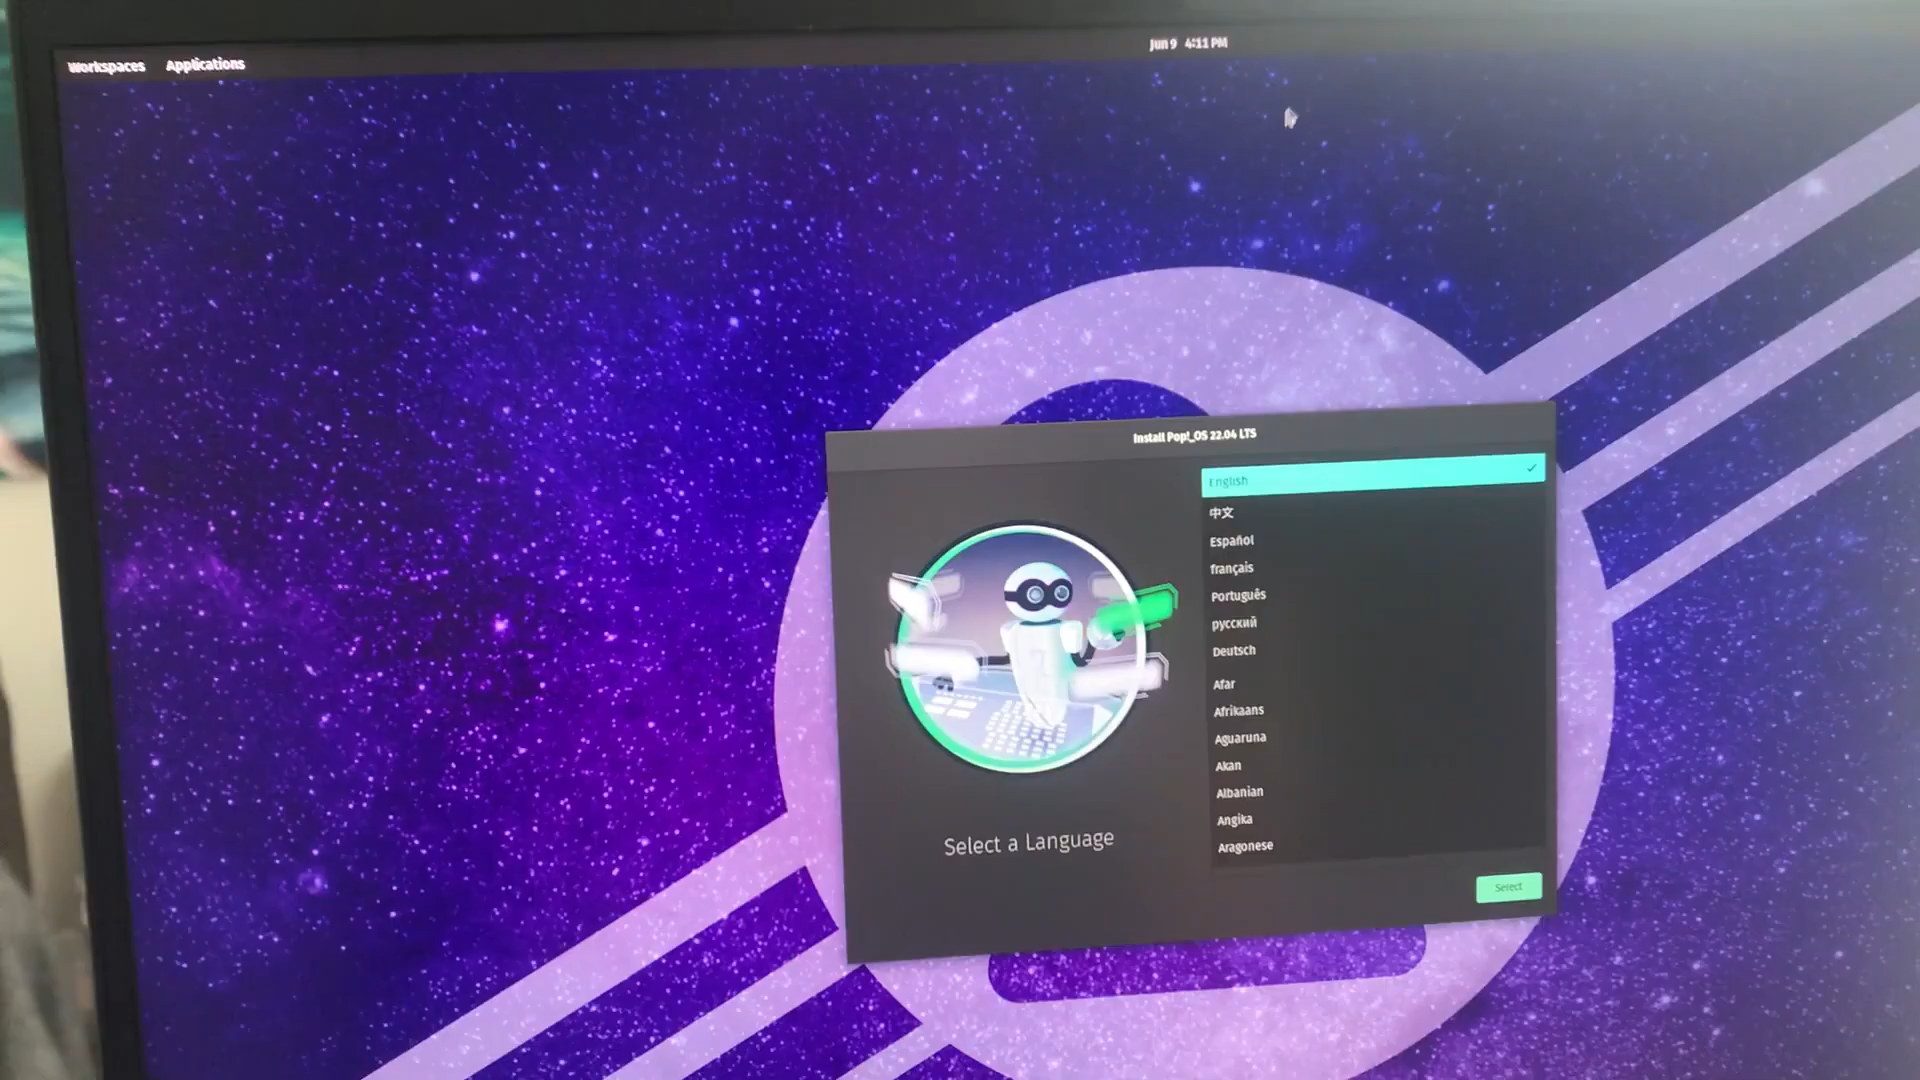 Workspaces Applications Jun 9 4:11 PM
Install Pop!_OS 22.04 LTS
English
中文
Español
français
Português
русский
Deutsch
Afar
Afrikaans
Aguaruna
Akan
Albanian
Angika
Aragonese
Select a Language
Select